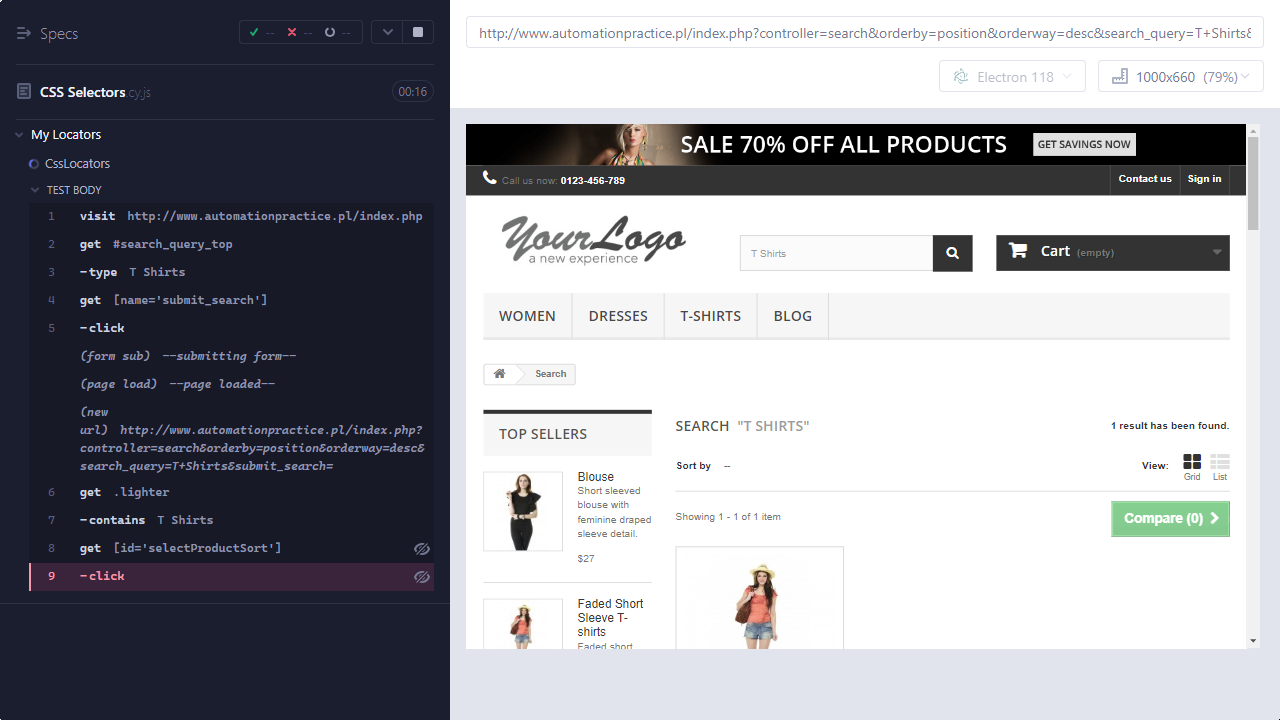 Specs
-- -- --
CSS Selectors.cy.js
00:16
My Locators
CssLocators
TEST BODY
1 visit http://www.automationpractice.pl/index.php
2 get #search_query_top
3 -type T Shirts
4 get [name='submit_search']
5 -click
(form sub) --submitting form--
(page load) --page loaded--
(new
url) http://www.automationpractice.pl/index.php?
controller=search&orderby=position&orderway=desc&
search_query=T+Shirts&submit_search=
6 get .lighter
7 -contains T Shirts
8 get [id='selectProductSort']
9 -click
http://www.automationpractice.pl/index.php?controller=search&orderby=position&orderway=desc&search_query=T+Shirts&
Electron 118
1000x660 (79%)
SALE 70% OFF ALL PRODUCTS
GET SAVINGS NOW
Call us now: 0123-456-789
Contact us
Sign in
YourLogo
a new experience
T Shirts
Cart (empty)
WOMEN
DRESSES
T-SHIRTS
BLOG
Search
TOP SELLERS
Blouse
Short sleeved
blouse with
feminine draped
sleeve detail.
$27
Faded Short
Sleeve T-
shirts
Faded short
SEARCH "T SHIRTS"
1 result has been found.
Sort by --
View:
Grid
List
Showing 1 - 1 of 1 item
Compare (0)